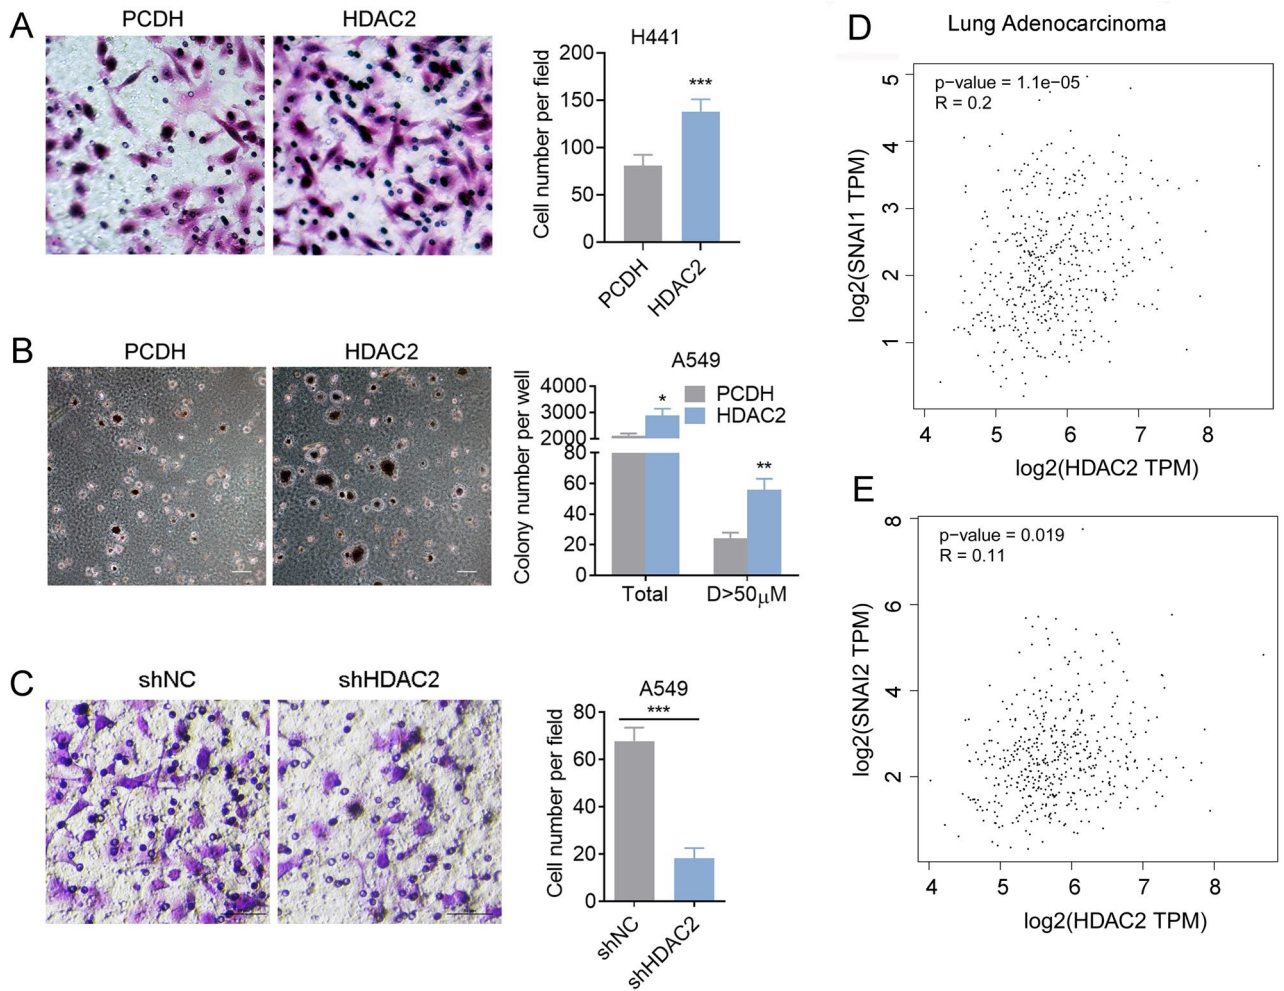 A
PCDH
HDAC2
H441
Cell number per field
200
150
100
50
0
***
PCDH
HDAC2
B
PCDH
HDAC2
A549
Colony number per well
4000
3000
2000
80
60
40
20
0
*
**
PCDH
HDAC2
Total
D>50μM
C
shNC
shHDAC2
A549
Cell number per field
80
60
40
20
0
***
shNC
shHDAC2
D
Lung Adenocarcinoma
p−value = 1.1e−05
R = 0.2
log2(SNAI1 TPM)
5
4
3
2
1
4
5
6
7
8
log2(HDAC2 TPM)
E
p−value = 0.019
R = 0.11
log2(SNAI2 TPM)
8
6
4
2
4
5
6
7
8
log2(HDAC2 TPM)